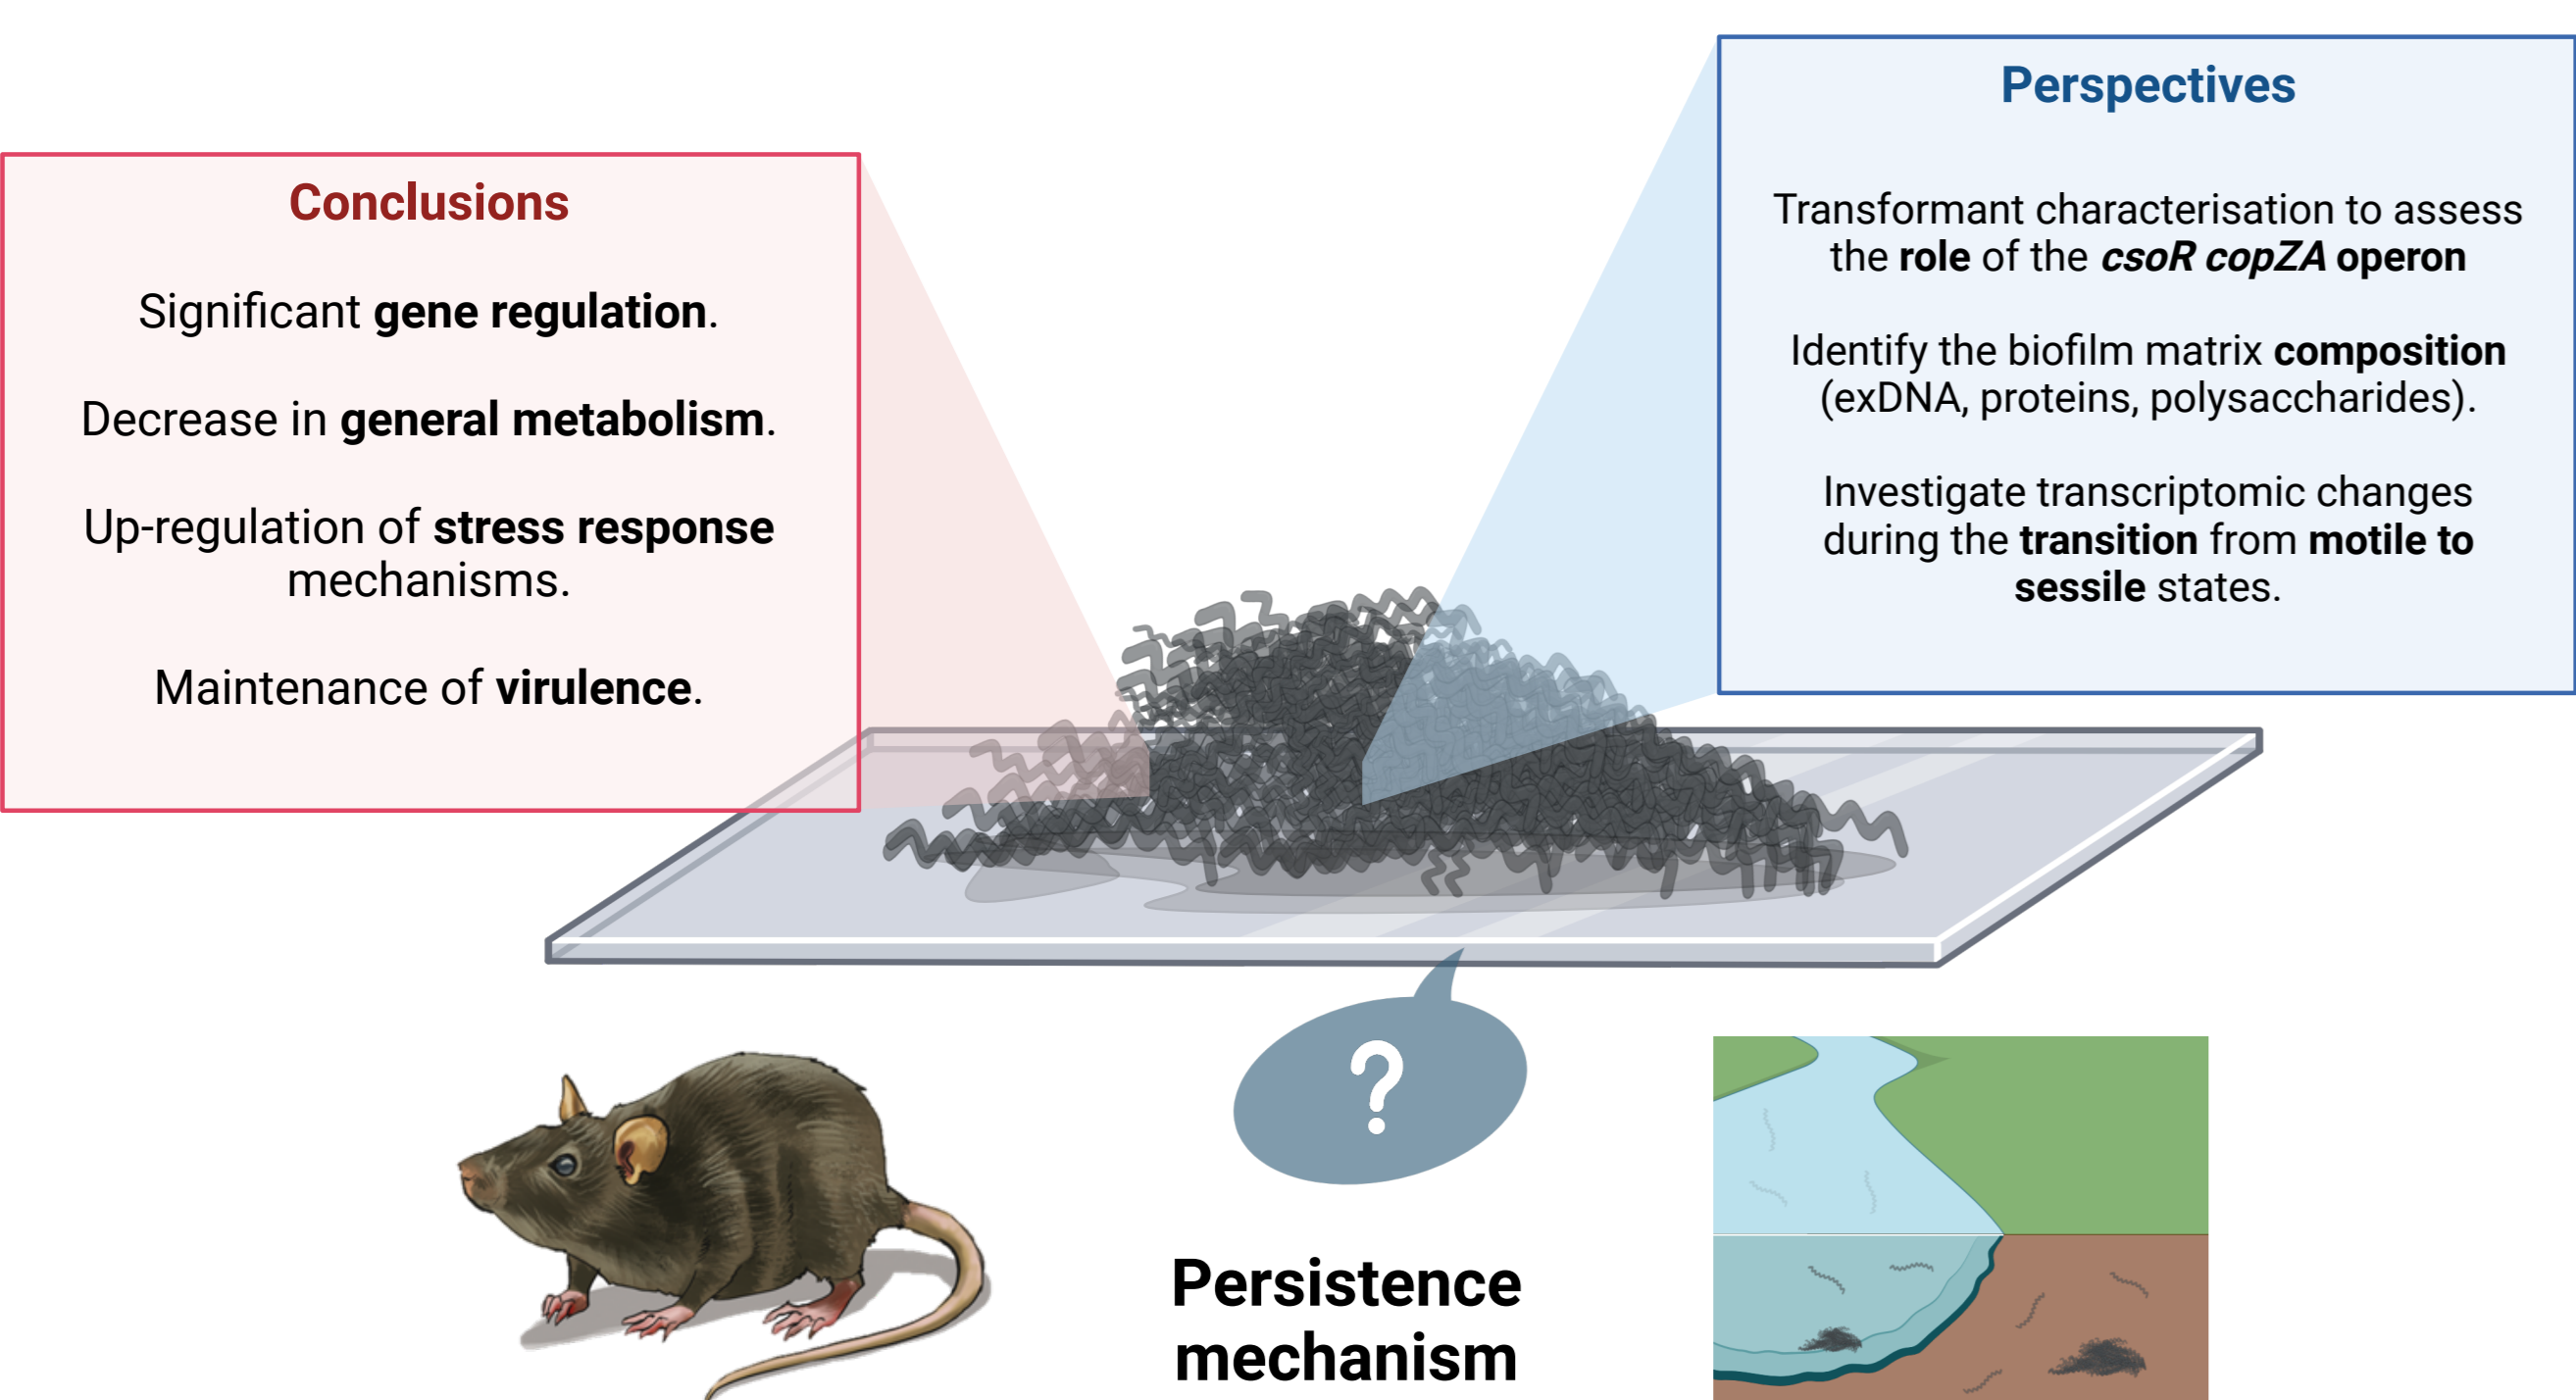 Conclusions
Significant gene regulation.
Decrease in general metabolism.
Up-regulation of stress response
mechanisms.
Maintenance of virulence.
Perspectives
Transformant characterisation to assess
the role of the csoR copZA operon
Identify the biofilm matrix composition
(exDNA, proteins, polysaccharides).
Investigate transcriptomic changes
during the transition from motile to
sessile states.
?
Persistence
mechanism